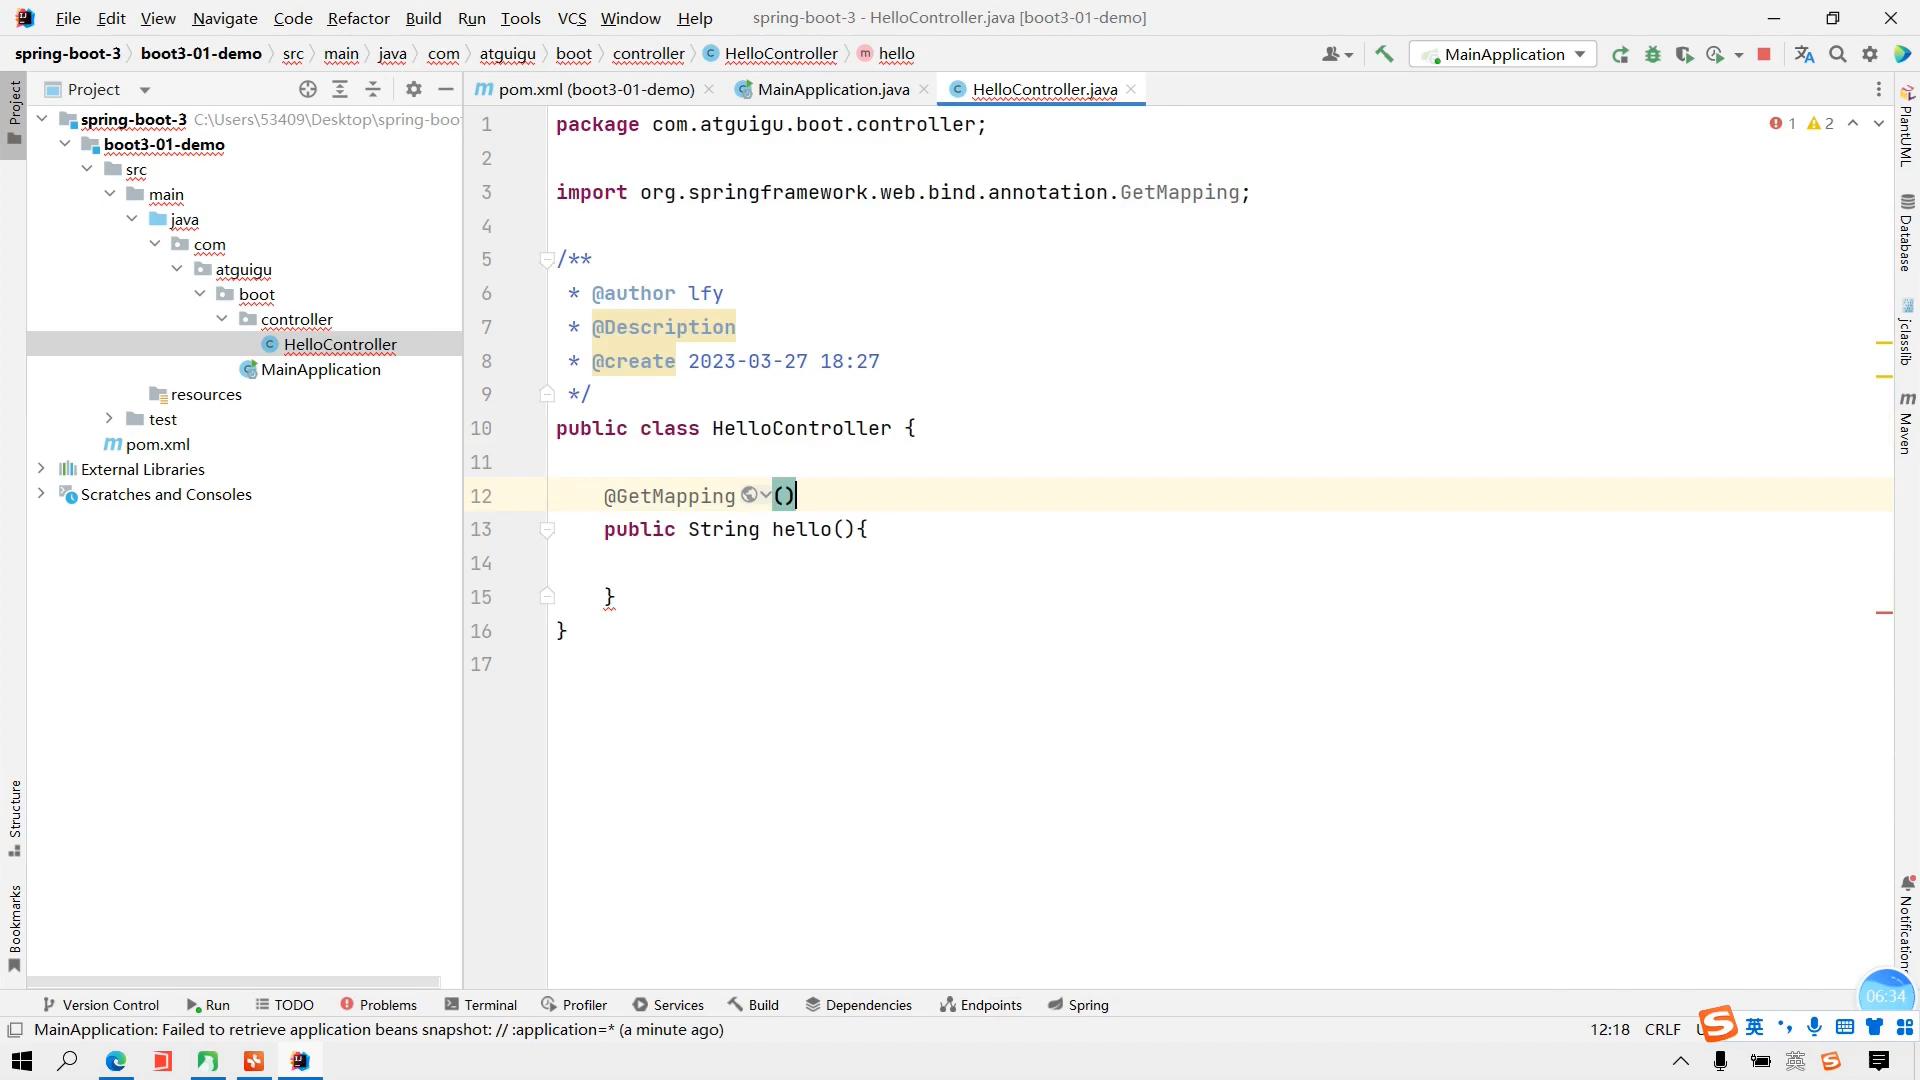 File Edit View Navigate Code Refactor Build Run Tools VCS Window Help spring-boot-3 - HelloController.java [boot3-01-demo]
spring-boot-3 boot3-01-demo src main java com atguigu boot controller HelloController hello MainApplication
Project
pom.xml (boot3-01-demo) MainApplication.java HelloController.java
spring-boot-3 C:\Users\53409\Desktop\spring-boo
boot3-01-demo
src
main
java
com
atguigu
boot
controller
HelloController
MainApplication
resources
test
pom.xml
External Libraries
Scratches and Consoles
1 package com.atguigu.boot.controller;
2
3 import org.springframework.web.bind.annotation.GetMapping;
4
5 /**
6 * @author lfy
7 * @Description
8 * @create 2023-03-27 18:27
9 */
10 public class HelloController {
11
12 @GetMapping()
13 public String hello(){
14
15 }
16 }
17
1 2
Project
Structure
Bookmarks
PlantUML
Database
jclasslib
Maven
Notifications
06:34
Version Control Run TODO Problems Terminal Profiler Services Build Dependencies Endpoints Spring
MainApplication: Failed to retrieve application beans snapshot: // :application=* (a minute ago) 12:18 CRLF
英
英